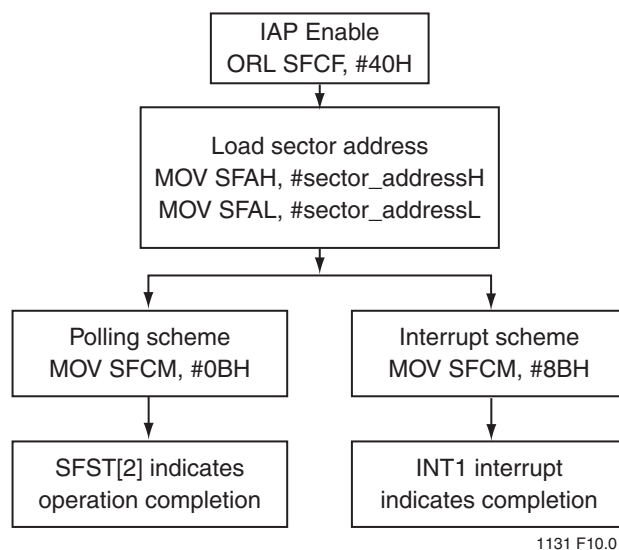 IAP Enable
ORL SFCF, #40H
Load sector address
MOV SFAH, #sector_addressH
MOV SFAL, #sector_addressL
Polling scheme
MOV SFCM, #0BH
Interrupt scheme
MOV SFCM, #8BH
SFST[2] indicates
operation completion
INT1 interrupt
indicates completion
1131 F10.0